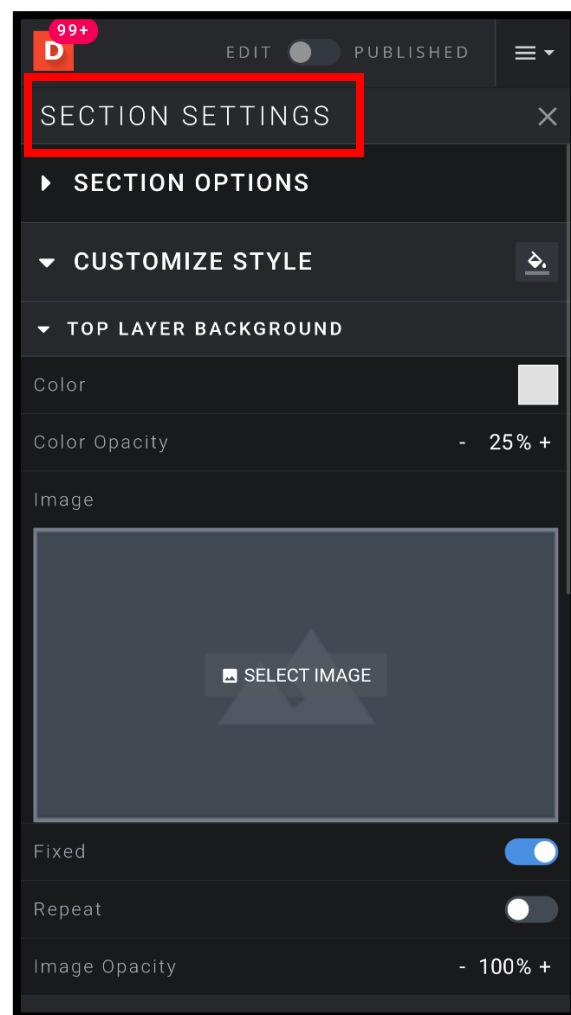 99+
D
EDIT PUBLISHED
SECTION SETTINGS
SECTION OPTIONS
CUSTOMIZE STYLE
TOP LAYER BACKGROUND
Color
Color Opacity - 25% +
Image
SELECT IMAGE
Fixed
Repeat
Image Opacity - 100% +